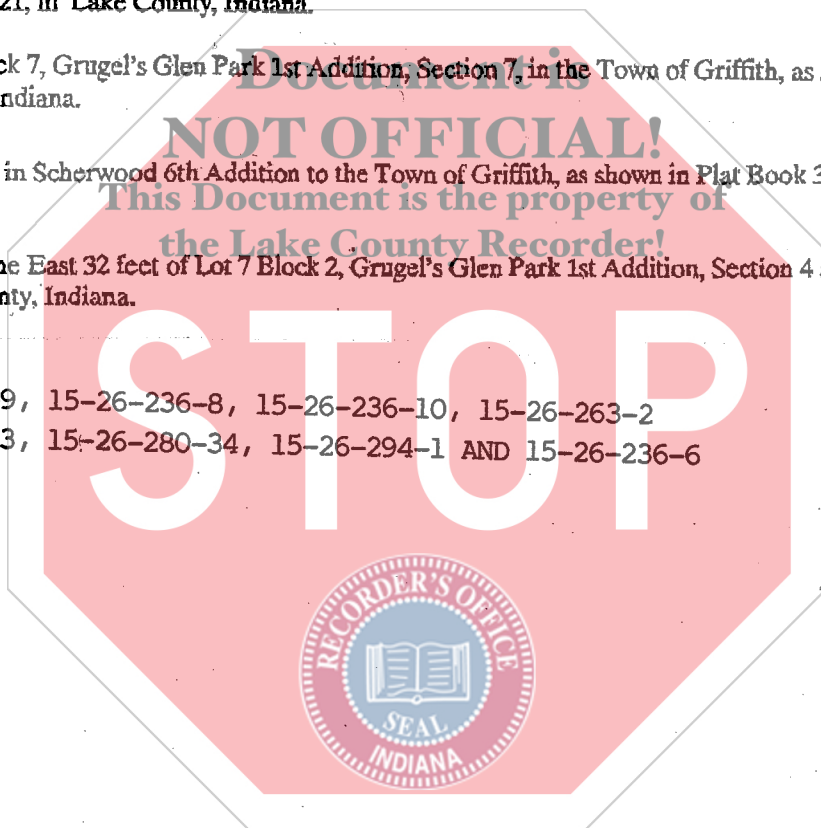 21, in Lake County, Indiana.
Document is
ck 7, Grugel's Glen Park 1st Addition, Section 7, in the Town of Griffith, as
ndiana.
NOT OFFICIAL!
in Scherwood 6th Addition to the Town of Griffith, as shown in Plat Book 3
This Document is the property of
the Lake County Recorder!
ne East 32 feet of Lot 7 Block 2, Grugel's Glen Park 1st Addition, Section 4
nty, Indiana.
STOP
9, 15-26-236-8, 15-26-236-10, 15-26-263-2
3, 15-26-280-34, 15-26-294-1 AND 15-26-236-6
RECORDER'S OFFICE
SEAL
INDIANA